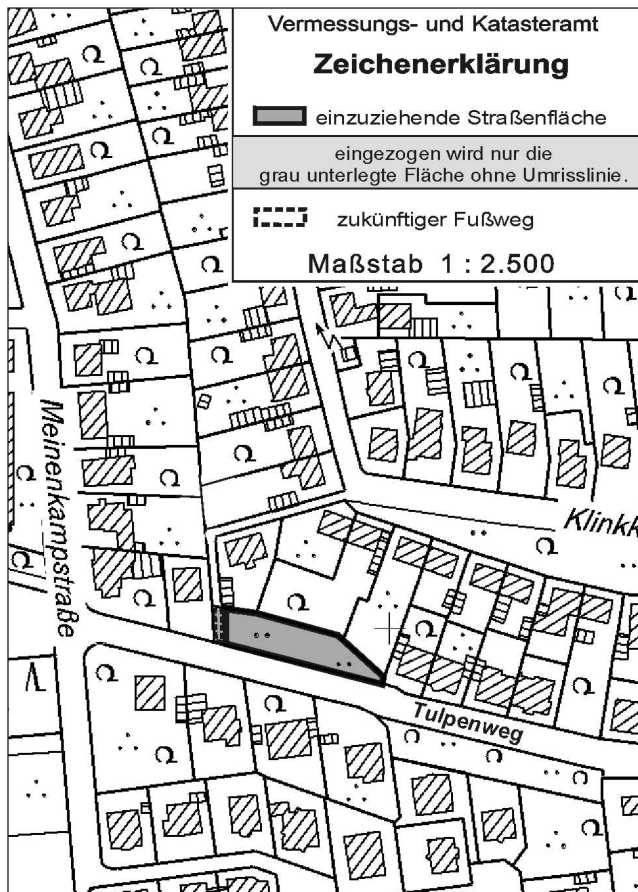 Vermessungs- und Katasteramt
Zeichenerklärung
einzuziehende Straßenfläche
eingezogen wird nur die
grau unterlegte Fläche ohne Umrisslinie.
zukünftiger Fußweg
Maßstab 1 : 2.500
Meinenkampstraße
Klinkk
Tulpenweg